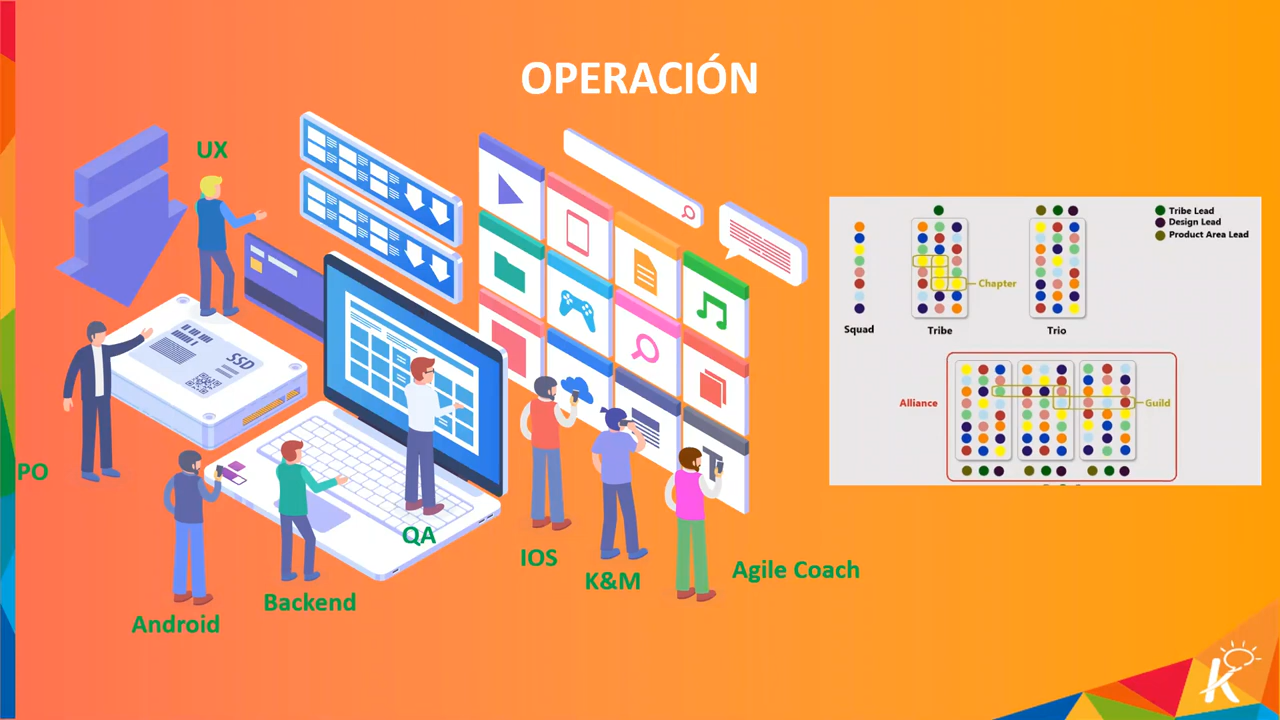 OPERACIÓN
UX
SSD
PO
Android
Backend
QA
IOS
K&M
Agile Coach
Tribe Lead
Design Lead
Product Area Lead
Chapter
Squad
Tribe
Trio
Alliance
Guild
K